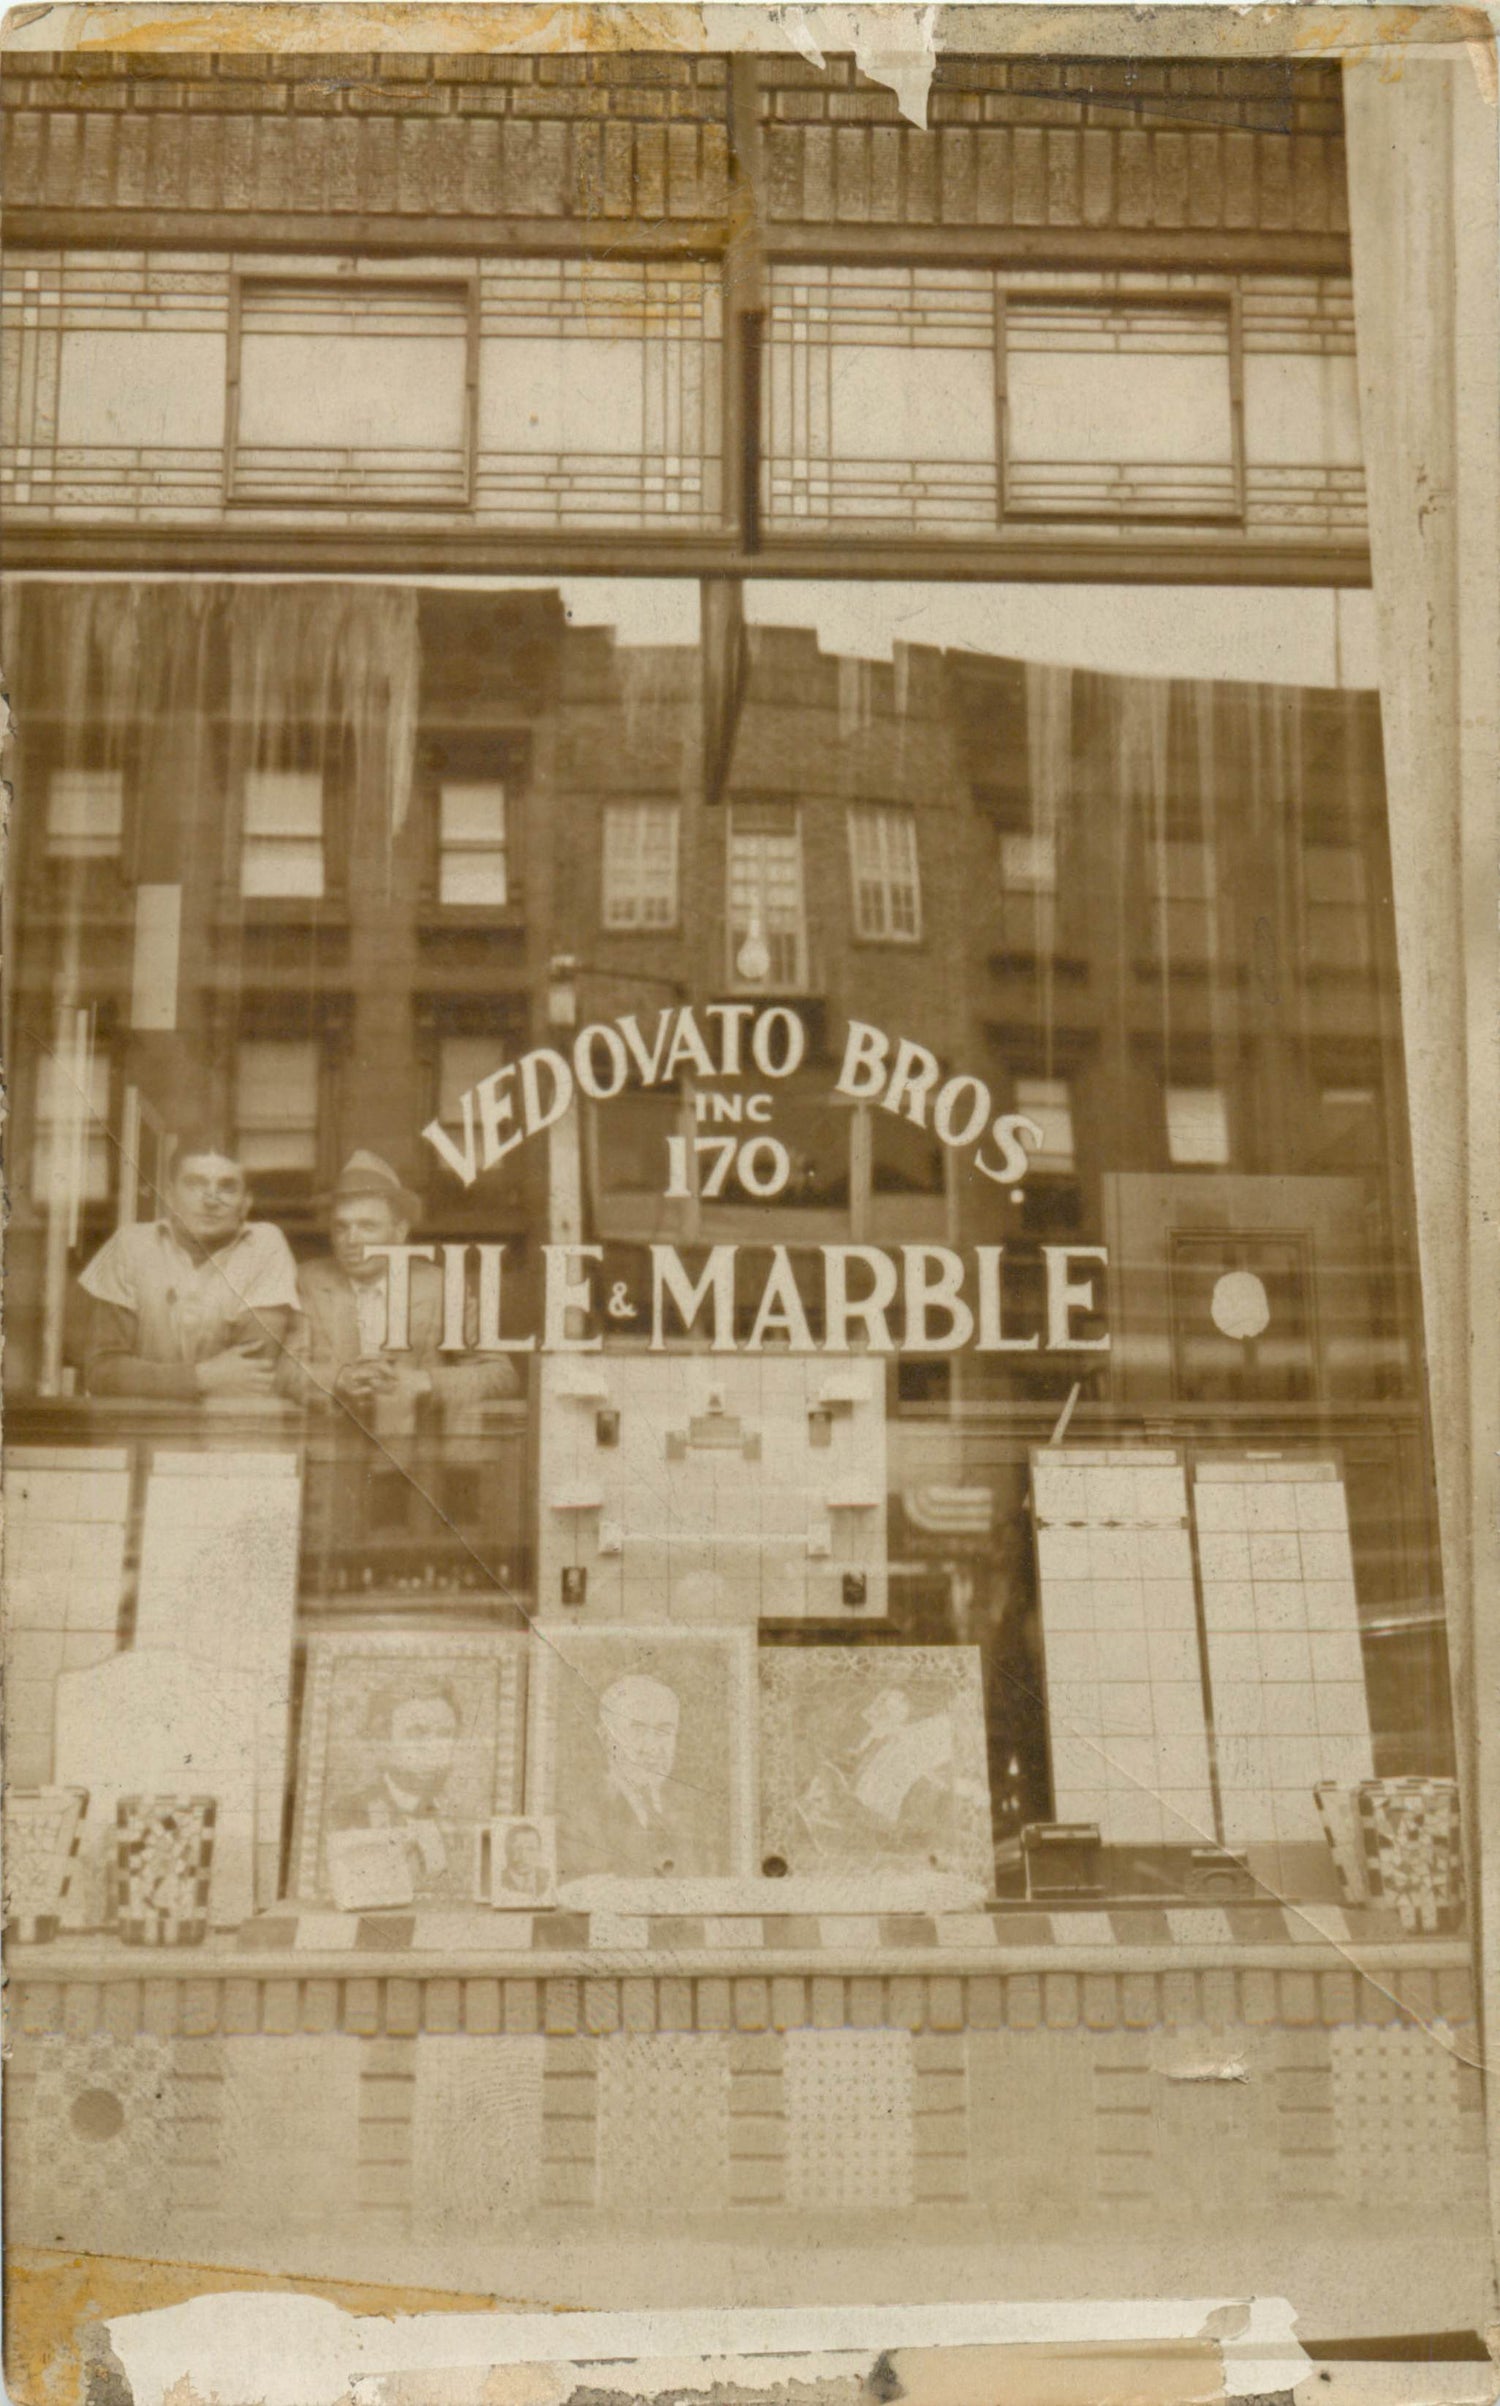 VEDOVATO BROS.
INC
170
TILE & MARBLE